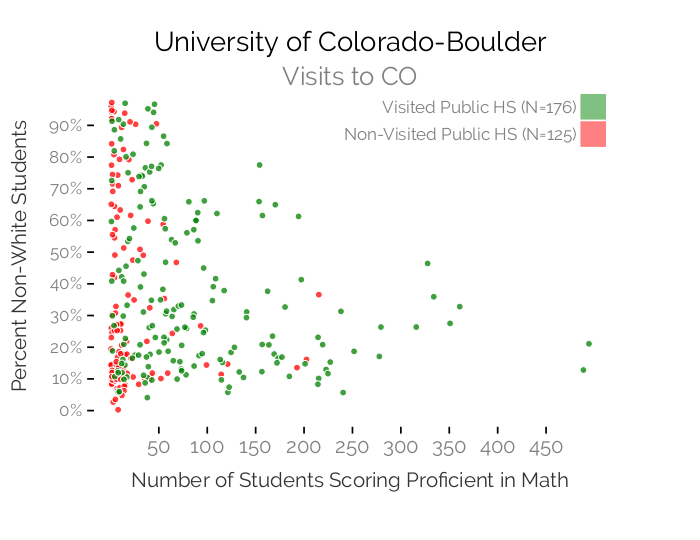 University of Colorado-Boulder
Visits to CO
Visited Public HS (N=176)
Non-Visited Public HS (N=125)
Percent Non-White Students
90%
80%
70%
60%
50%
40%
30%
20%
10%
0%
50 100 150 200 250 300 350 400 450
Number of Students Scoring Proficient in Math